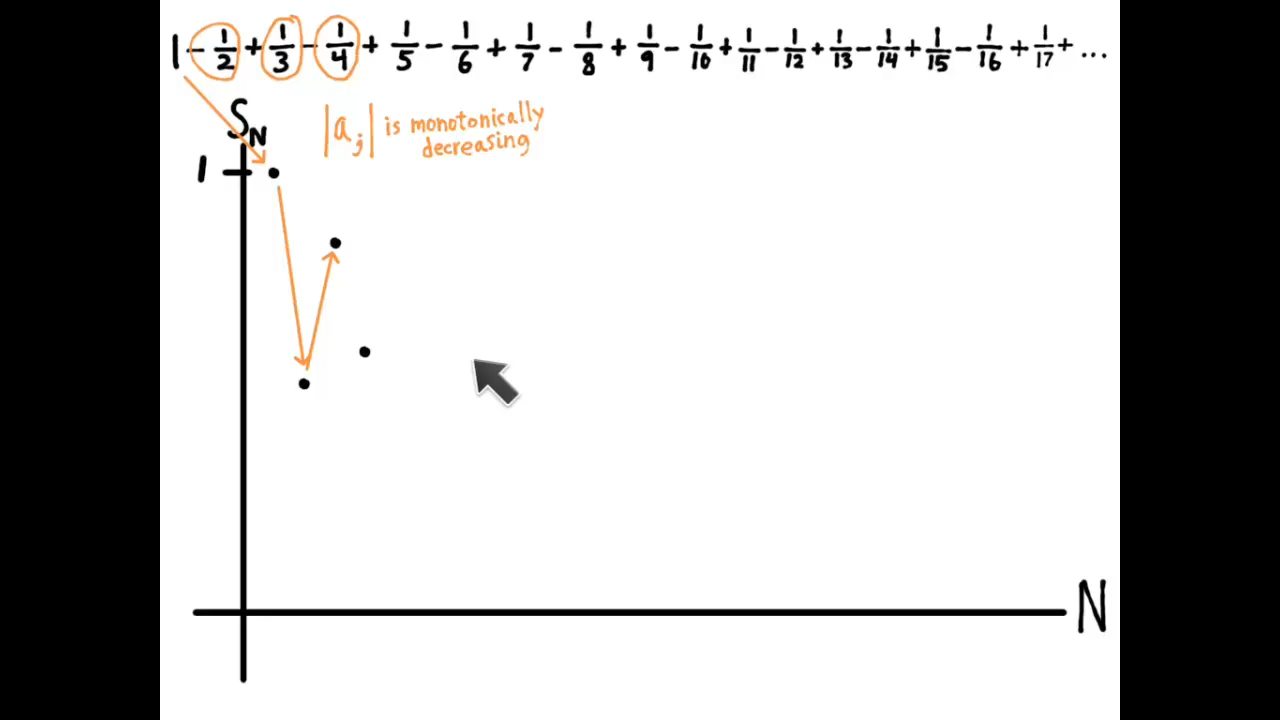 1 - 1/2 + 1/3 - 1/4 + 1/5 - 1/6 + 1/7 - 1/8 + 1/9 - 1/10 + 1/11 - 1/12 + 1/13 - 1/14 + 1/15 - 1/16 + 1/17 + ...
S_N
|a_j| is monotonically
decreasing
1
N